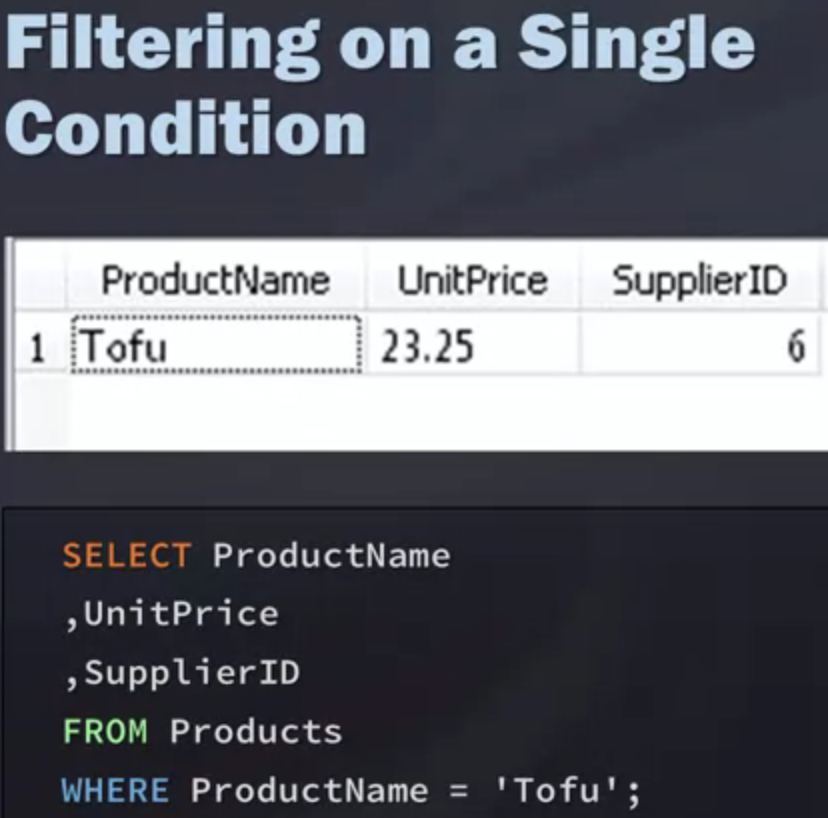 Filtering on a Single
Condition
ProductName UnitPrice SupplierID
1 Tofu 23.25 6
SELECT ProductName
,UnitPrice
,SupplierID
FROM Products
WHERE ProductName = 'Tofu';